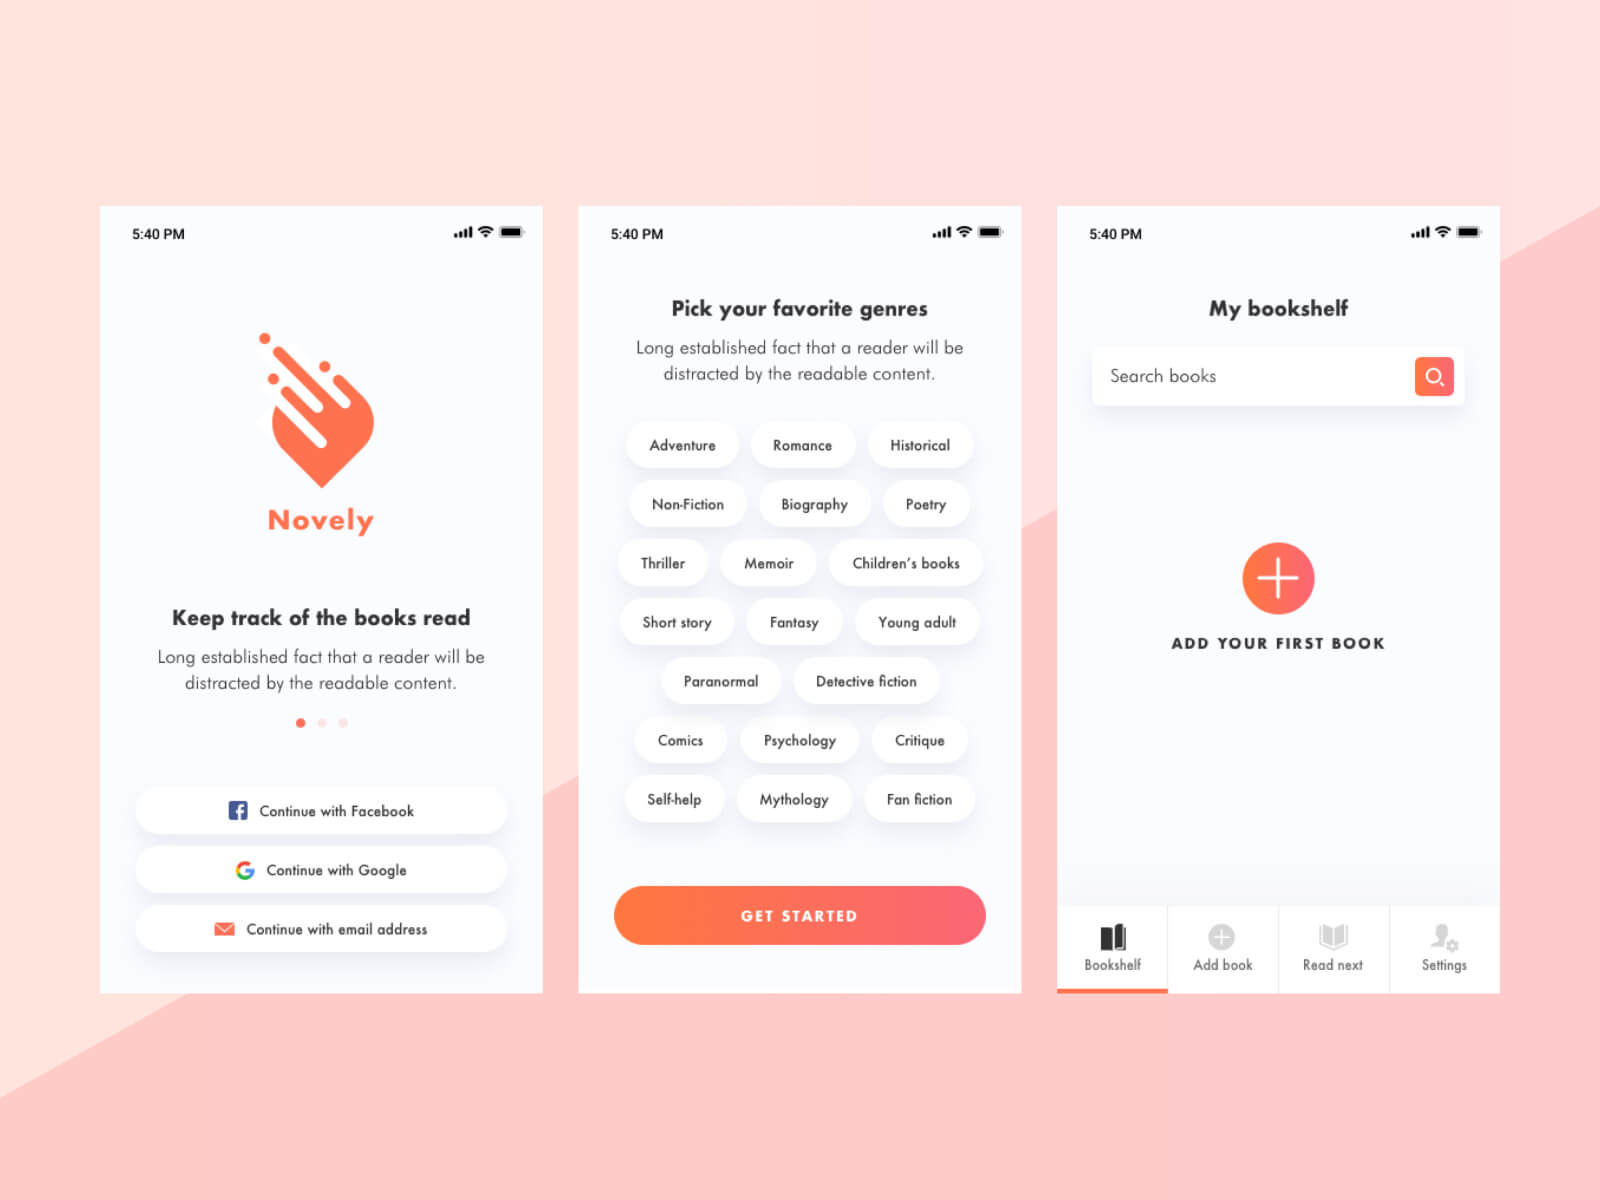 5:40 PM
Novely
Keep track of the books read
Long established fact that a reader will be
distracted by the readable content.
Continue with Facebook
Continue with Google
Continue with email address
5:40 PM
Pick your favorite genres
Long established fact that a reader will be
distracted by the readable content.
Adventure Romance Historical
Non-Fiction Biography Poetry
Thriller Memoir Children's books
Short story Fantasy Young adult
Paranormal Detective fiction
Comics Psychology Critique
Self-help Mythology Fan fiction
GET STARTED
5:40 PM
My bookshelf
Search books
ADD YOUR FIRST BOOK
Bookshelf Add book Read next Settings